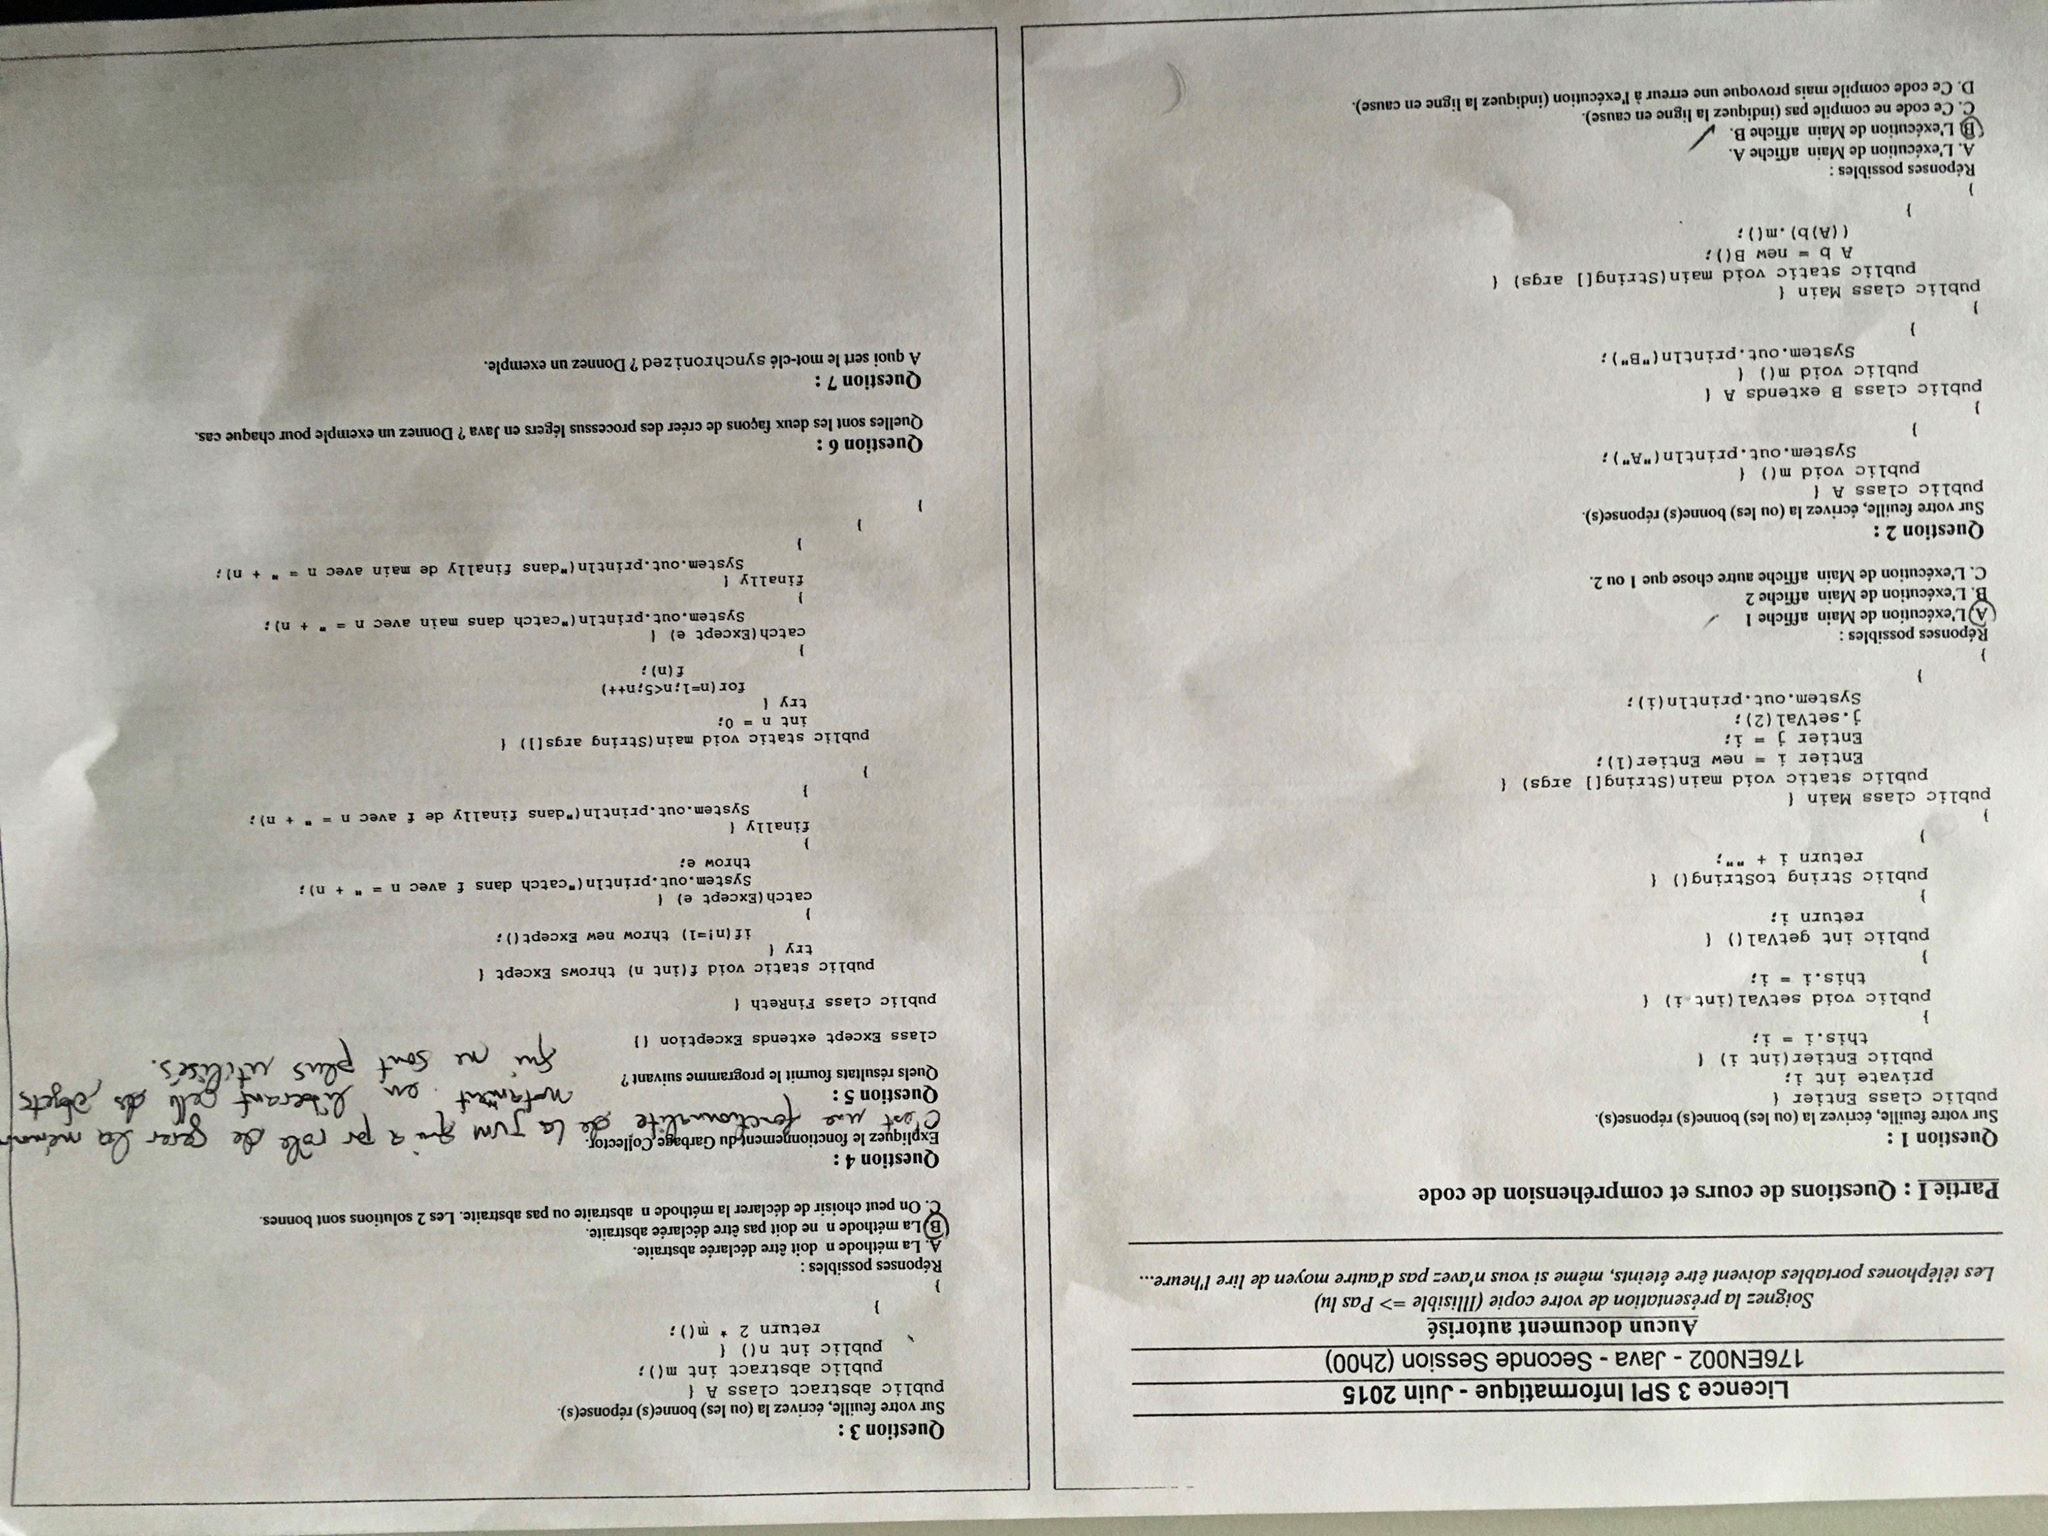 Licence 3 SPI Informatique - Juin 2015
176EN002 - Java - Seconde Session (2h00)
Aucun document autorisé
Soignez la présentation de votre copie (Illisible => Pas lu)
Les téléphones portables doivent être éteints, même si vous n'avez pas d'autre moyen de lire l'heure...
Partie I : Questions de cours et compréhension de code
Question 1 :
Sur votre feuille, écrivez la (ou les) bonne(s) réponse(s).
public class Entier {
private int i;
public Entier(int i) {
this.i = i;
}
public void setVal(int i) {
this.i = i;
}
public int getVal() {
return i;
}
public String toString() {
return i + "";
}
}
public class Main {
public static void main(String[] args) {
Entier i = new Entier(1);
Entier j = i;
j.setVal(2);
System.out.println(i);
}
}
Réponses possibles :
A. L'exécution de Main affiche 1
B. L'exécution de Main affiche 2
C. L'exécution de Main affiche autre chose que 1 ou 2.
Question 2 :
Sur votre feuille, écrivez la (ou les) bonne(s) réponse(s).
public class A {
public void m() {
System.out.println("A");
}
}
public class B extends A {
public void m() {
System.out.println("B");
}
}
public class Main {
public static void main(String[] args) {
A b = new B();
((A)b).m();
}
}
Réponses possibles :
A. L'exécution de Main affiche A.
B. L'exécution de Main affiche B.
C. Ce code ne compile pas (indiquez la ligne en cause).
D. Ce code compile mais provoque une erreur à l'exécution (indiquez la ligne en cause).
Question 3 :
Sur votre feuille, écrivez la (ou les) bonne(s) réponse(s).
public abstract class A {
public abstract int m();
public int n() {
return 2 * m();
}
}
Réponses possibles :
A. La méthode n doit être déclarée abstraite.
B. La méthode n ne doit pas être déclarée abstraite.
C. On peut choisir de déclarer la méthode n abstraite ou pas abstraite. Les 2 solutions sont bonnes.
Question 4 :
Expliquez le fonctionnement du Garbage Collector.
C'est une fonctionnalité de la JVM qui a pr rôle de gerer la mémoir
notament en liberant celle des objets
qui ne sont plus utilisés.
Question 5 :
Quels résultats fournit le programme suivant ?
class Except extends Exception {}
public class FinReth {
public static void f(int n) throws Except {
try {
if(n!=1) throw new Except();
}
catch(Except e) {
System.out.println("catch dans f avec n = " + n);
throw e;
}
finally {
System.out.println("dans finally de f avec n = " + n);
}
}
public static void main(String args[]) {
int n = 0;
try {
for(n=1;n<5;n++)
f(n);
}
catch(Except e) {
System.out.println("catch dans main avec n = " + n);
}
finally {
System.out.println("dans finally de main avec n = " + n);
}
}
}
Question 6 :
Quelles sont les deux façons de créer des processus légers en Java ? Donnez un exemple pour chaque cas.
Question 7 :
A quoi sert le mot-clé synchronized ? Donnez un exemple.